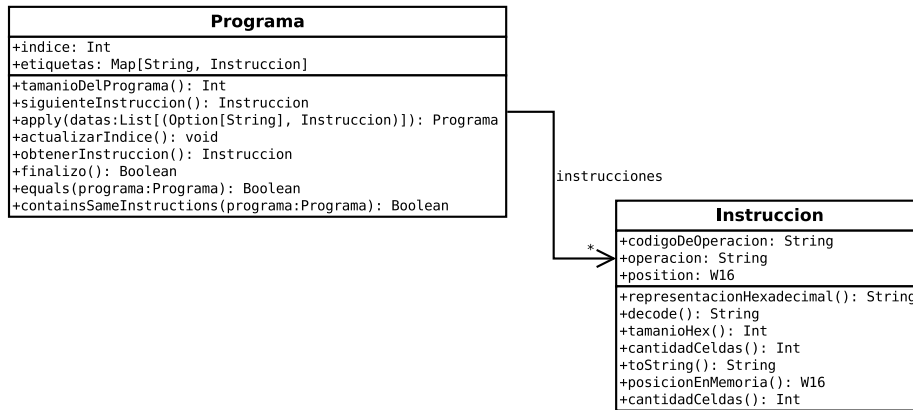 Programa
+indice: Int
+etiquetas: Map[String, Instruccion]
+tamanioDelPrograma(): Int
+siguienteInstruccion(): Instruccion
+apply(datas:List[(Option[String], Instruccion)]): Programa
+actualizarIndice(): void
+obtenerInstruccion(): Instruccion
+finalizo(): Boolean
+equals(programa:Programa): Boolean
+containsSameInstructions(programa:Programa): Boolean
instrucciones
*
Instruccion
+codigoDeOperacion: String
+operacion: String
+position: W16
+representacionHexadecimal(): String
+decode(): String
+tamanioHex(): Int
+cantidadCeldas(): Int
+toString(): String
+posicionEnMemoria(): W16
+cantidadCeldas(): Int